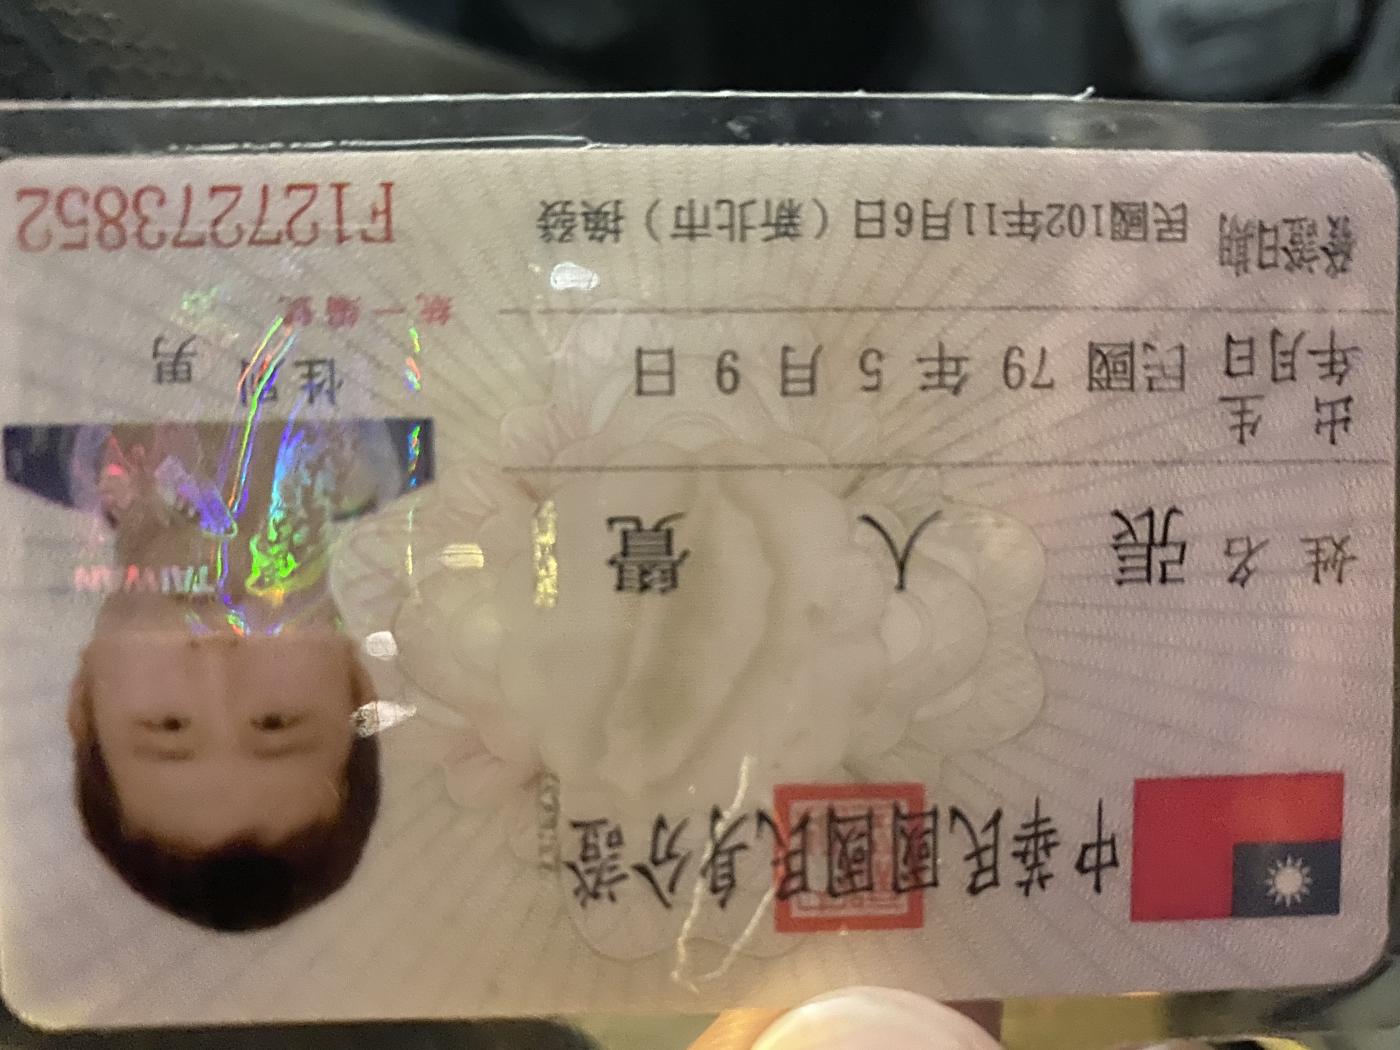 中華民國國民身分證
姓名 張人覺
出生年月日 民國 79 年 5 月 9 日
發證日期 民國102年11月6日（新北市）換發
TAIWAN
性別 男
統一編號
F127273852